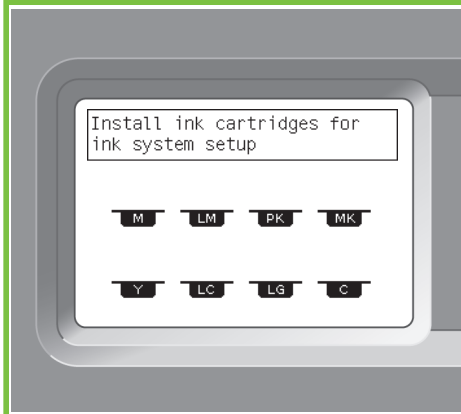 Install ink cartridges for
ink system setup
M LM PK MK
Y LC LG C